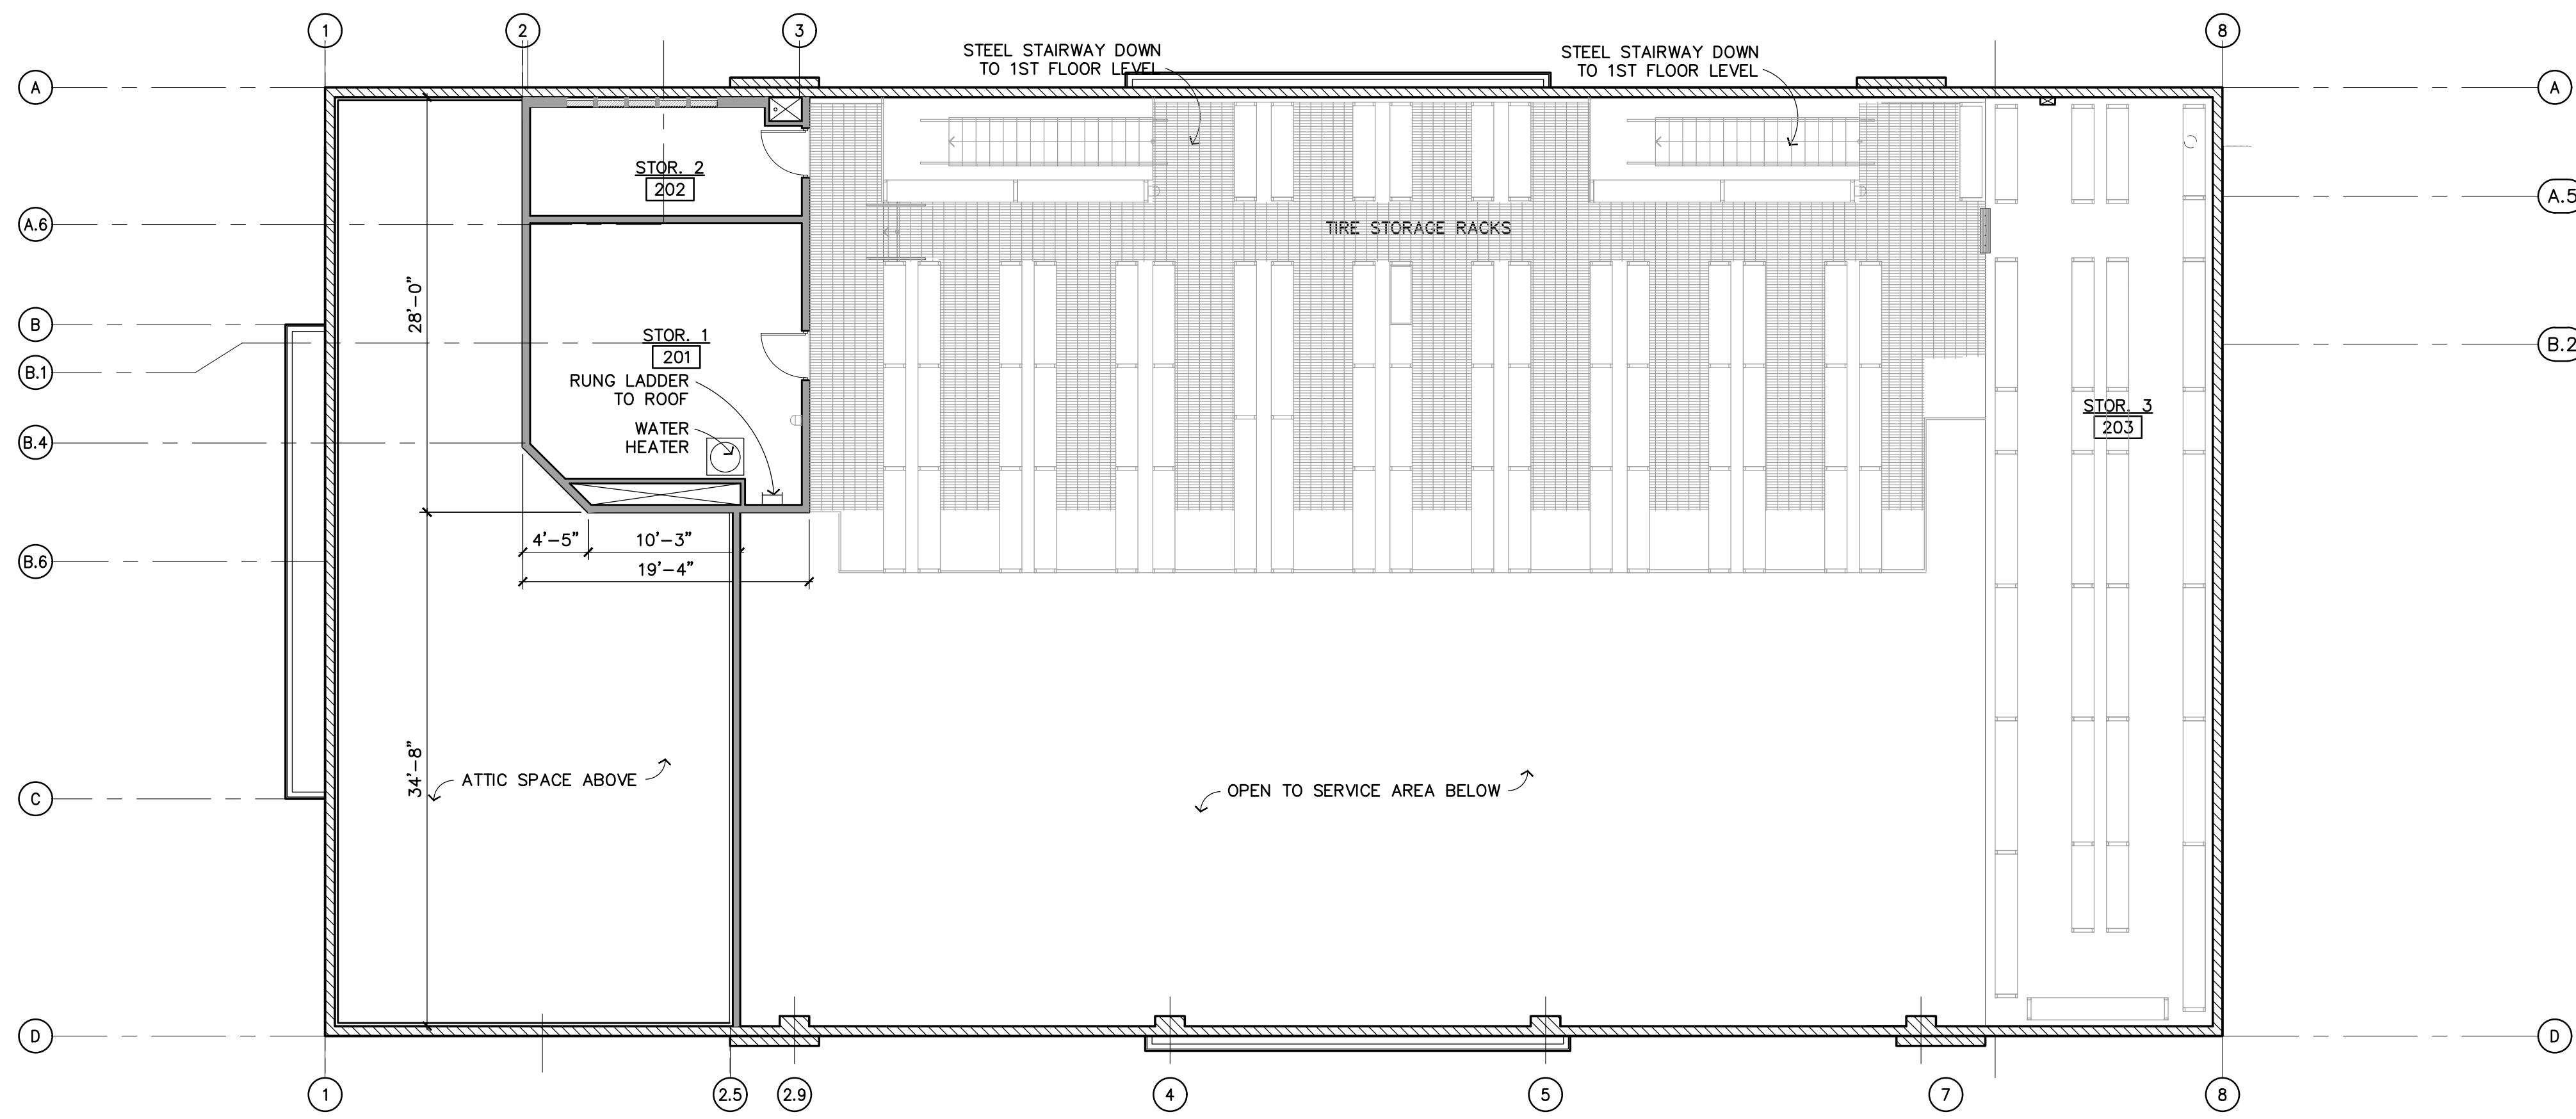 1
2
3
8
STEEL STAIRWAY DOWN
TO 1ST FLOOR LEVEL
STEEL STAIRWAY DOWN
TO 1ST FLOOR LEVEL
A
A
STOR. 2
202
A.5
A.6
TIRE STORAGE RACKS
28'-0"
B
STOR. 1
201
B.2
B.1
RUNG LADDER
TO ROOF
STOR. 3
203
WATER
HEATER
B.4
4'-5"
10'-3"
19'-4"
B.6
34'-8"
ATTIC SPACE ABOVE
OPEN TO SERVICE AREA BELOW
C
D
D
1
2.5
2.9
4
5
7
8